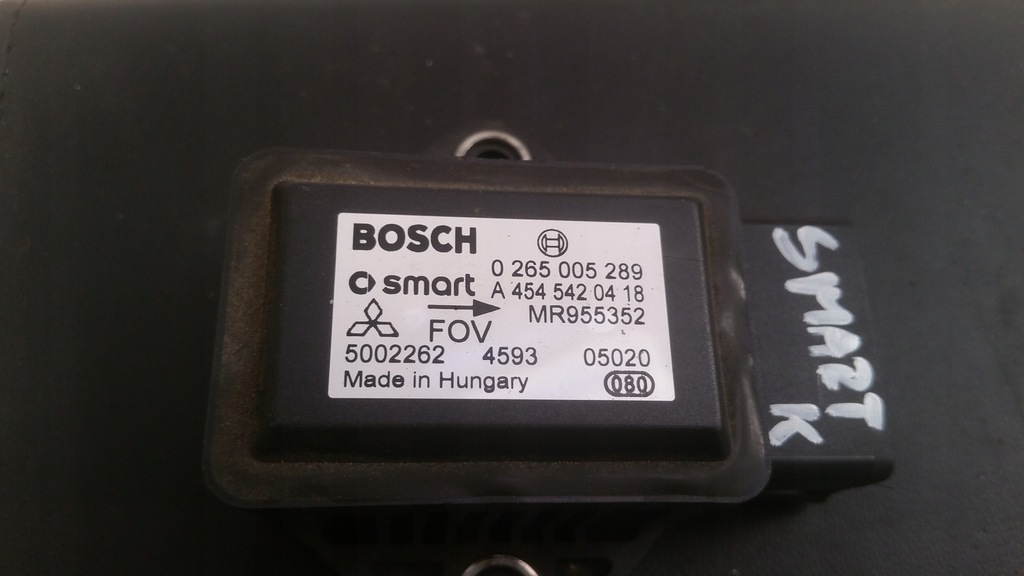 BOSCH
0 265 005 289
smart A 454 542 04 18
MR955352
FOV
5002262 4593 05020
Made in Hungary 080
SMART
K